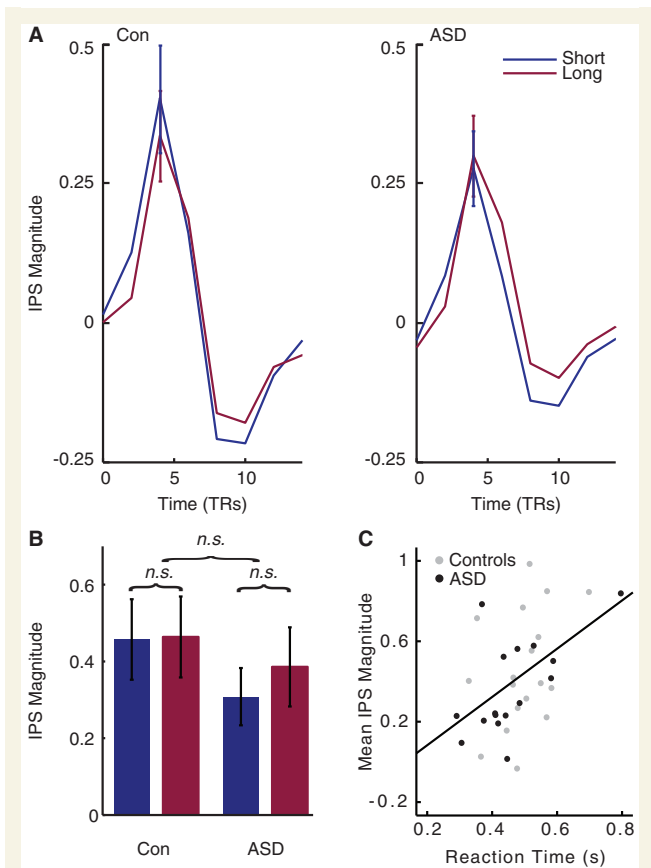 A
Con
ASD
Short
Long
0.5
0.25
0
-0.25
IPS Magnitude
0 5 10
Time (TRs)
0.5
0.25
0
-0.25
0 5 10
Time (TRs)
B
n.s.
n.s.
n.s.
0.6
0.4
0.2
0
IPS Magnitude
Con
ASD
C
Controls
ASD
1
0.6
0.2
-0.2
Mean IPS Magnitude
0.2 0.4 0.6 0.8
Reaction Time (s)